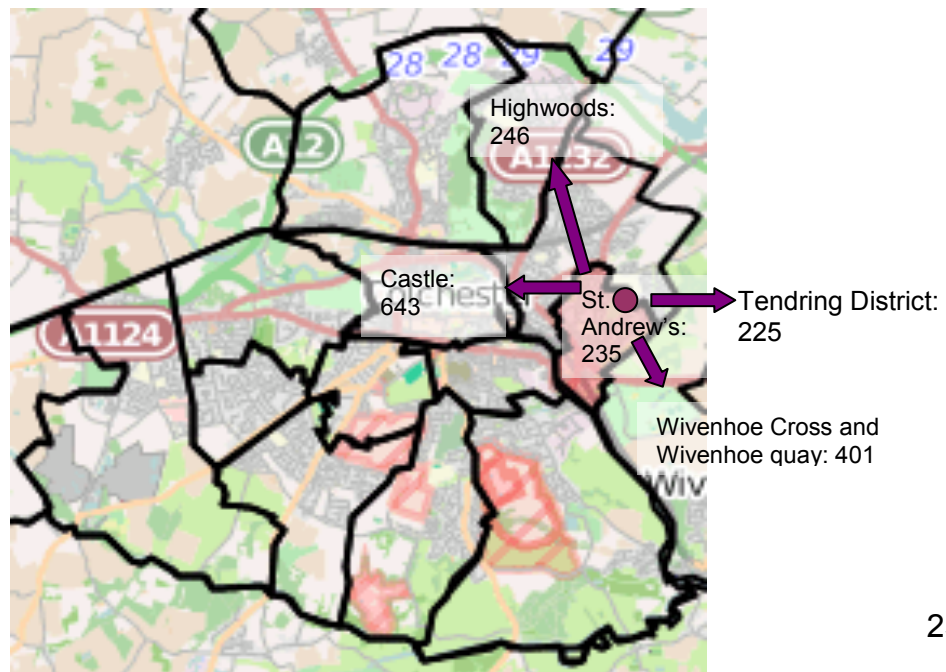 28 28 29 29
Highwoods:
246
A12
A1232
Castle:
643
Colchest
St.
Andrew's:
235
Tendring District:
225
A1124
Wivenhoe Cross and
Wivenhoe quay: 401
Wiv
2